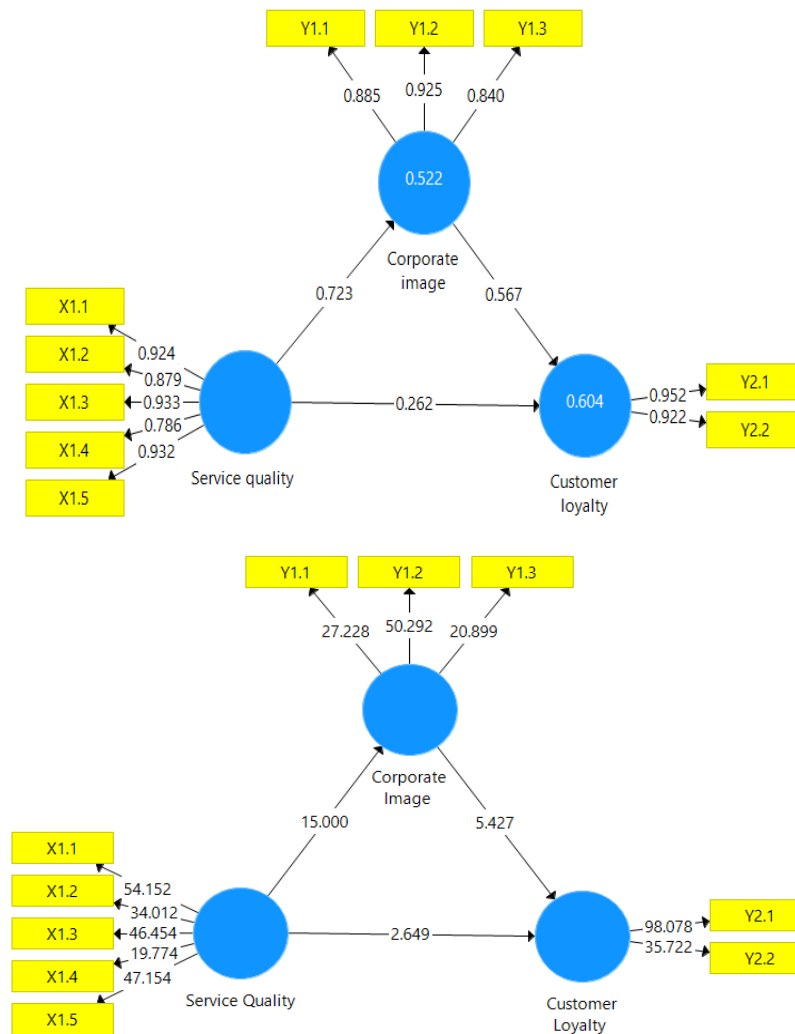 Y1.1 Y1.2 Y1.3
0.885 0.925 0.840
0.522
Corporate
image
0.723 0.567
X1.1
X1.2
X1.3
X1.4
X1.5
0.924
0.879
0.933
0.786
0.932
Service quality
0.262
0.604
Customer
loyalty
0.952
0.922
Y2.1
Y2.2
Y1.1 Y1.2 Y1.3
27.228 50.292 20.899
Corporate
Image
15.000 5.427
X1.1
X1.2
X1.3
X1.4
X1.5
54.152
34.012
46.454
19.774
47.154
Service Quality
2.649
Customer
Loyalty
98.078
35.722
Y2.1
Y2.2